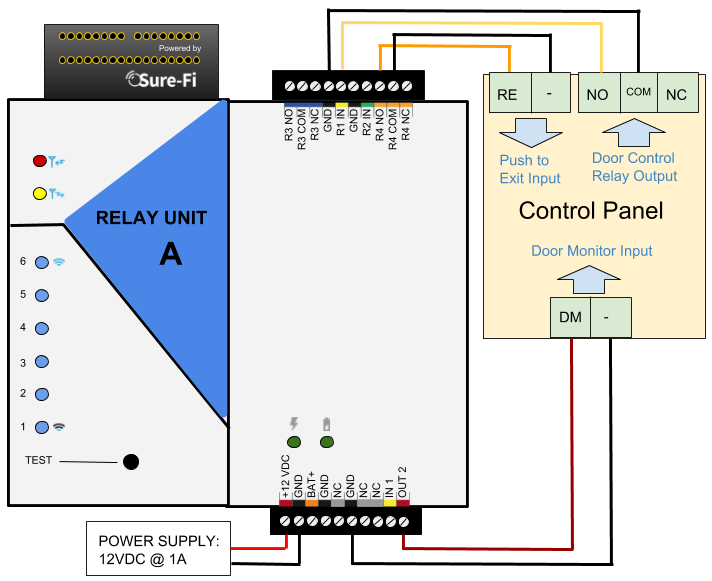 Powered by
Sure-Fi
R3 NO
R3 COM
R3 NC
GND
R1 IN
GND
R2 IN
R4 NO
R4 COM
R4 NC
RE
-
NO
COM
NC
Push to
Exit Input
Door Control
Relay Output
Control Panel
Door Monitor Input
DM
-
RELAY UNIT
A
6
5
4
3
2
1
TEST
+12 VDC
GND
BAT+
GND
NC
GND
NC
NC
IN 1
OUT 2
POWER SUPPLY:
12VDC @ 1A